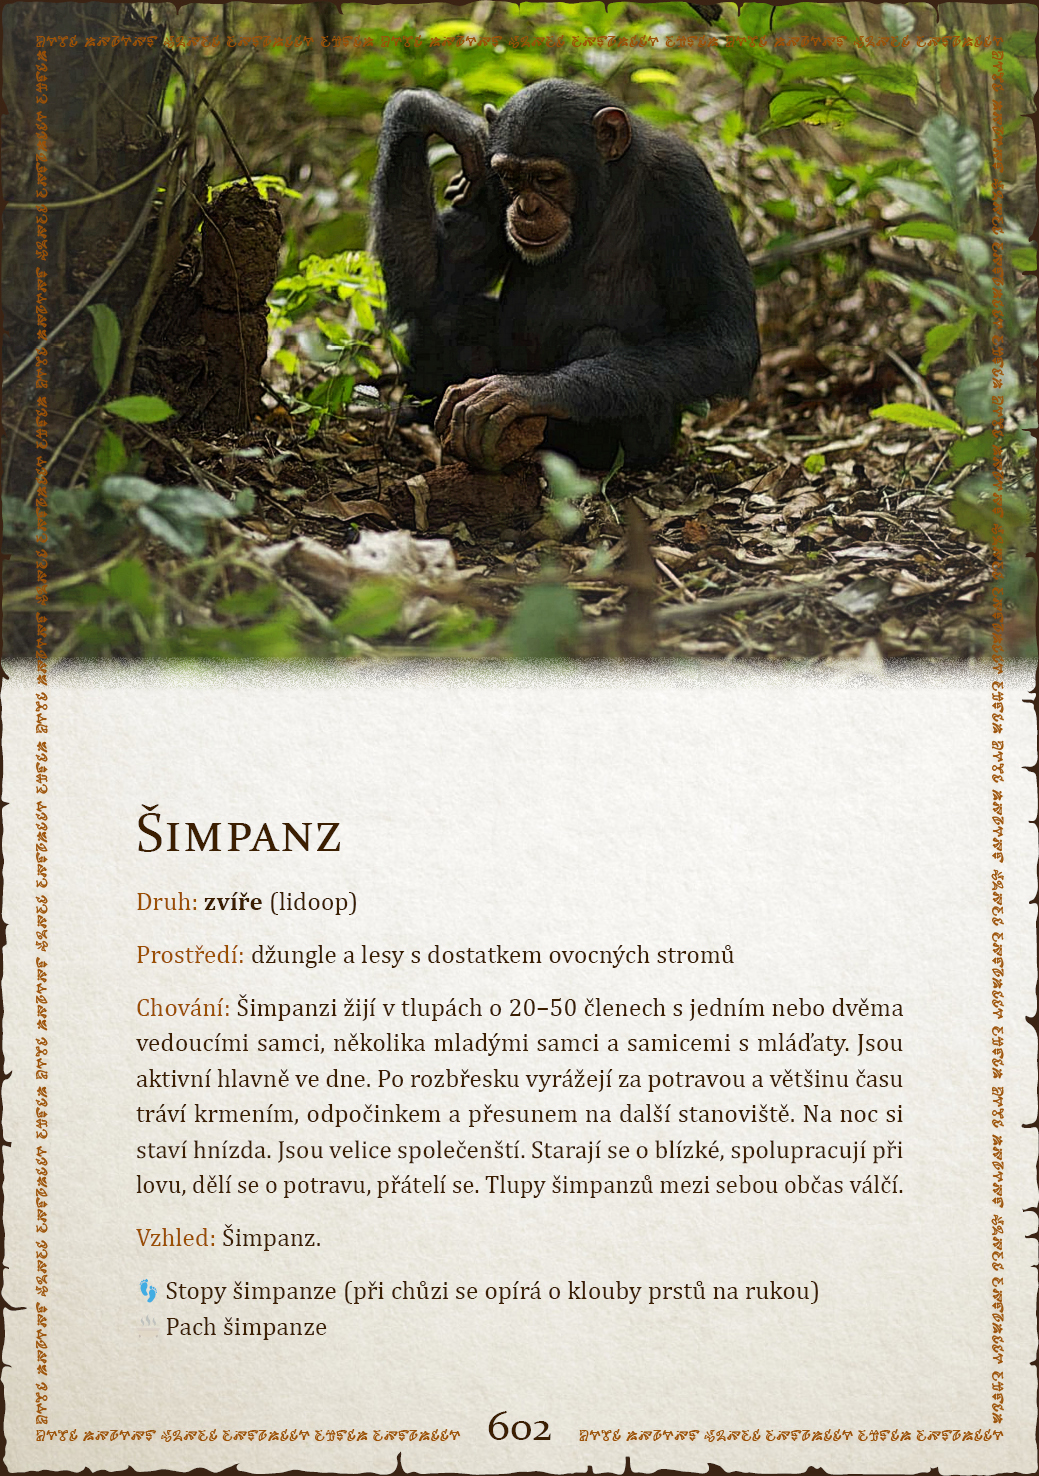 Šimpanz
Druh: zvíře (lidoop)
Prostředí: džungle a lesy s dostatkem ovocných stromů
Chování: Šimpanzi žijí v tlupách o 20–50 členech s jedním nebo dvěma
vedoucími samci, několika mladými samci a samicemi s mláďaty. Jsou
aktivní hlavně ve dne. Po rozbřesku vyrážejí za potravou a většinu času
tráví krmením, odpočinkem a přesunem na další stanoviště. Na noc si
staví hnízda. Jsou velice společenští. Starají se o blízké, spolupracují při
lovu, dělí se o potravu, přátelí se. Tlupy šimpanzů mezi sebou občas válčí.
Vzhled: Šimpanz.
Stopy šimpanze (při chůzi se opírá o klouby prstů na rukou)
Pach šimpanze
602